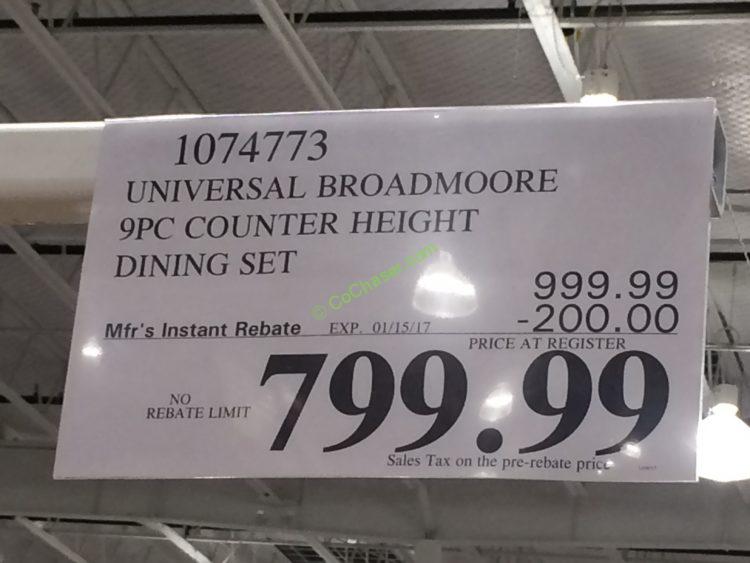 1074773
UNIVERSAL BROADMOORE
9PC COUNTER HEIGHT
DINING SET
© CoChaser.com
999.99
Mfr's Instant Rebate EXP. 01/15/17 -200.00
PRICE AT REGISTER
NO
REBATE LIMIT
799.99
Sales Tax on the pre-rebate price